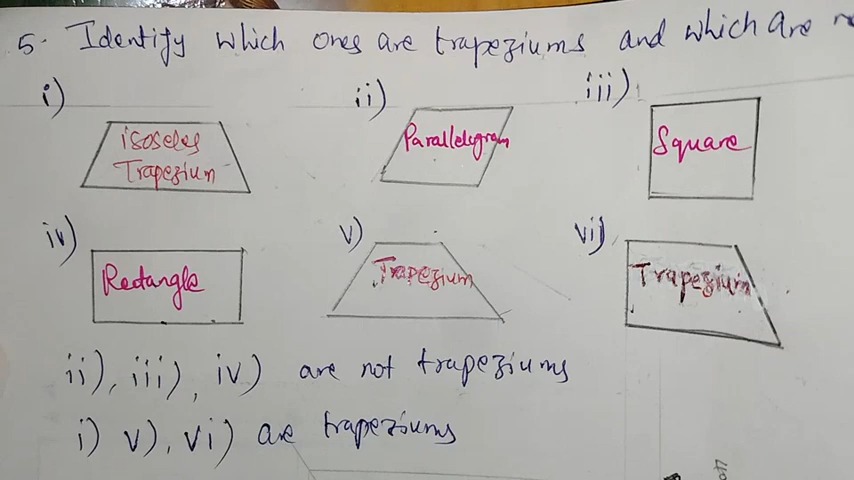 5. Identify which ones are trapeziums and which are
i)
ii)
iii)
isoseles
Trapezium
Parallelogram
Square
iv)
v)
vi)
Rectangle
Trapezium
Trapezium
ii), iii), iv) are not trapeziums
i) v), vi) are trapeziums